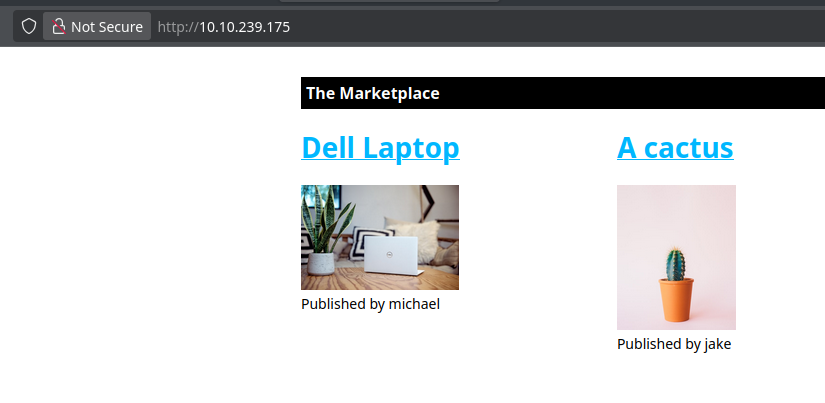 Not Secure http://10.10.239.175
The Marketplace
Dell Laptop
A cactus
Published by michael
Published by jake